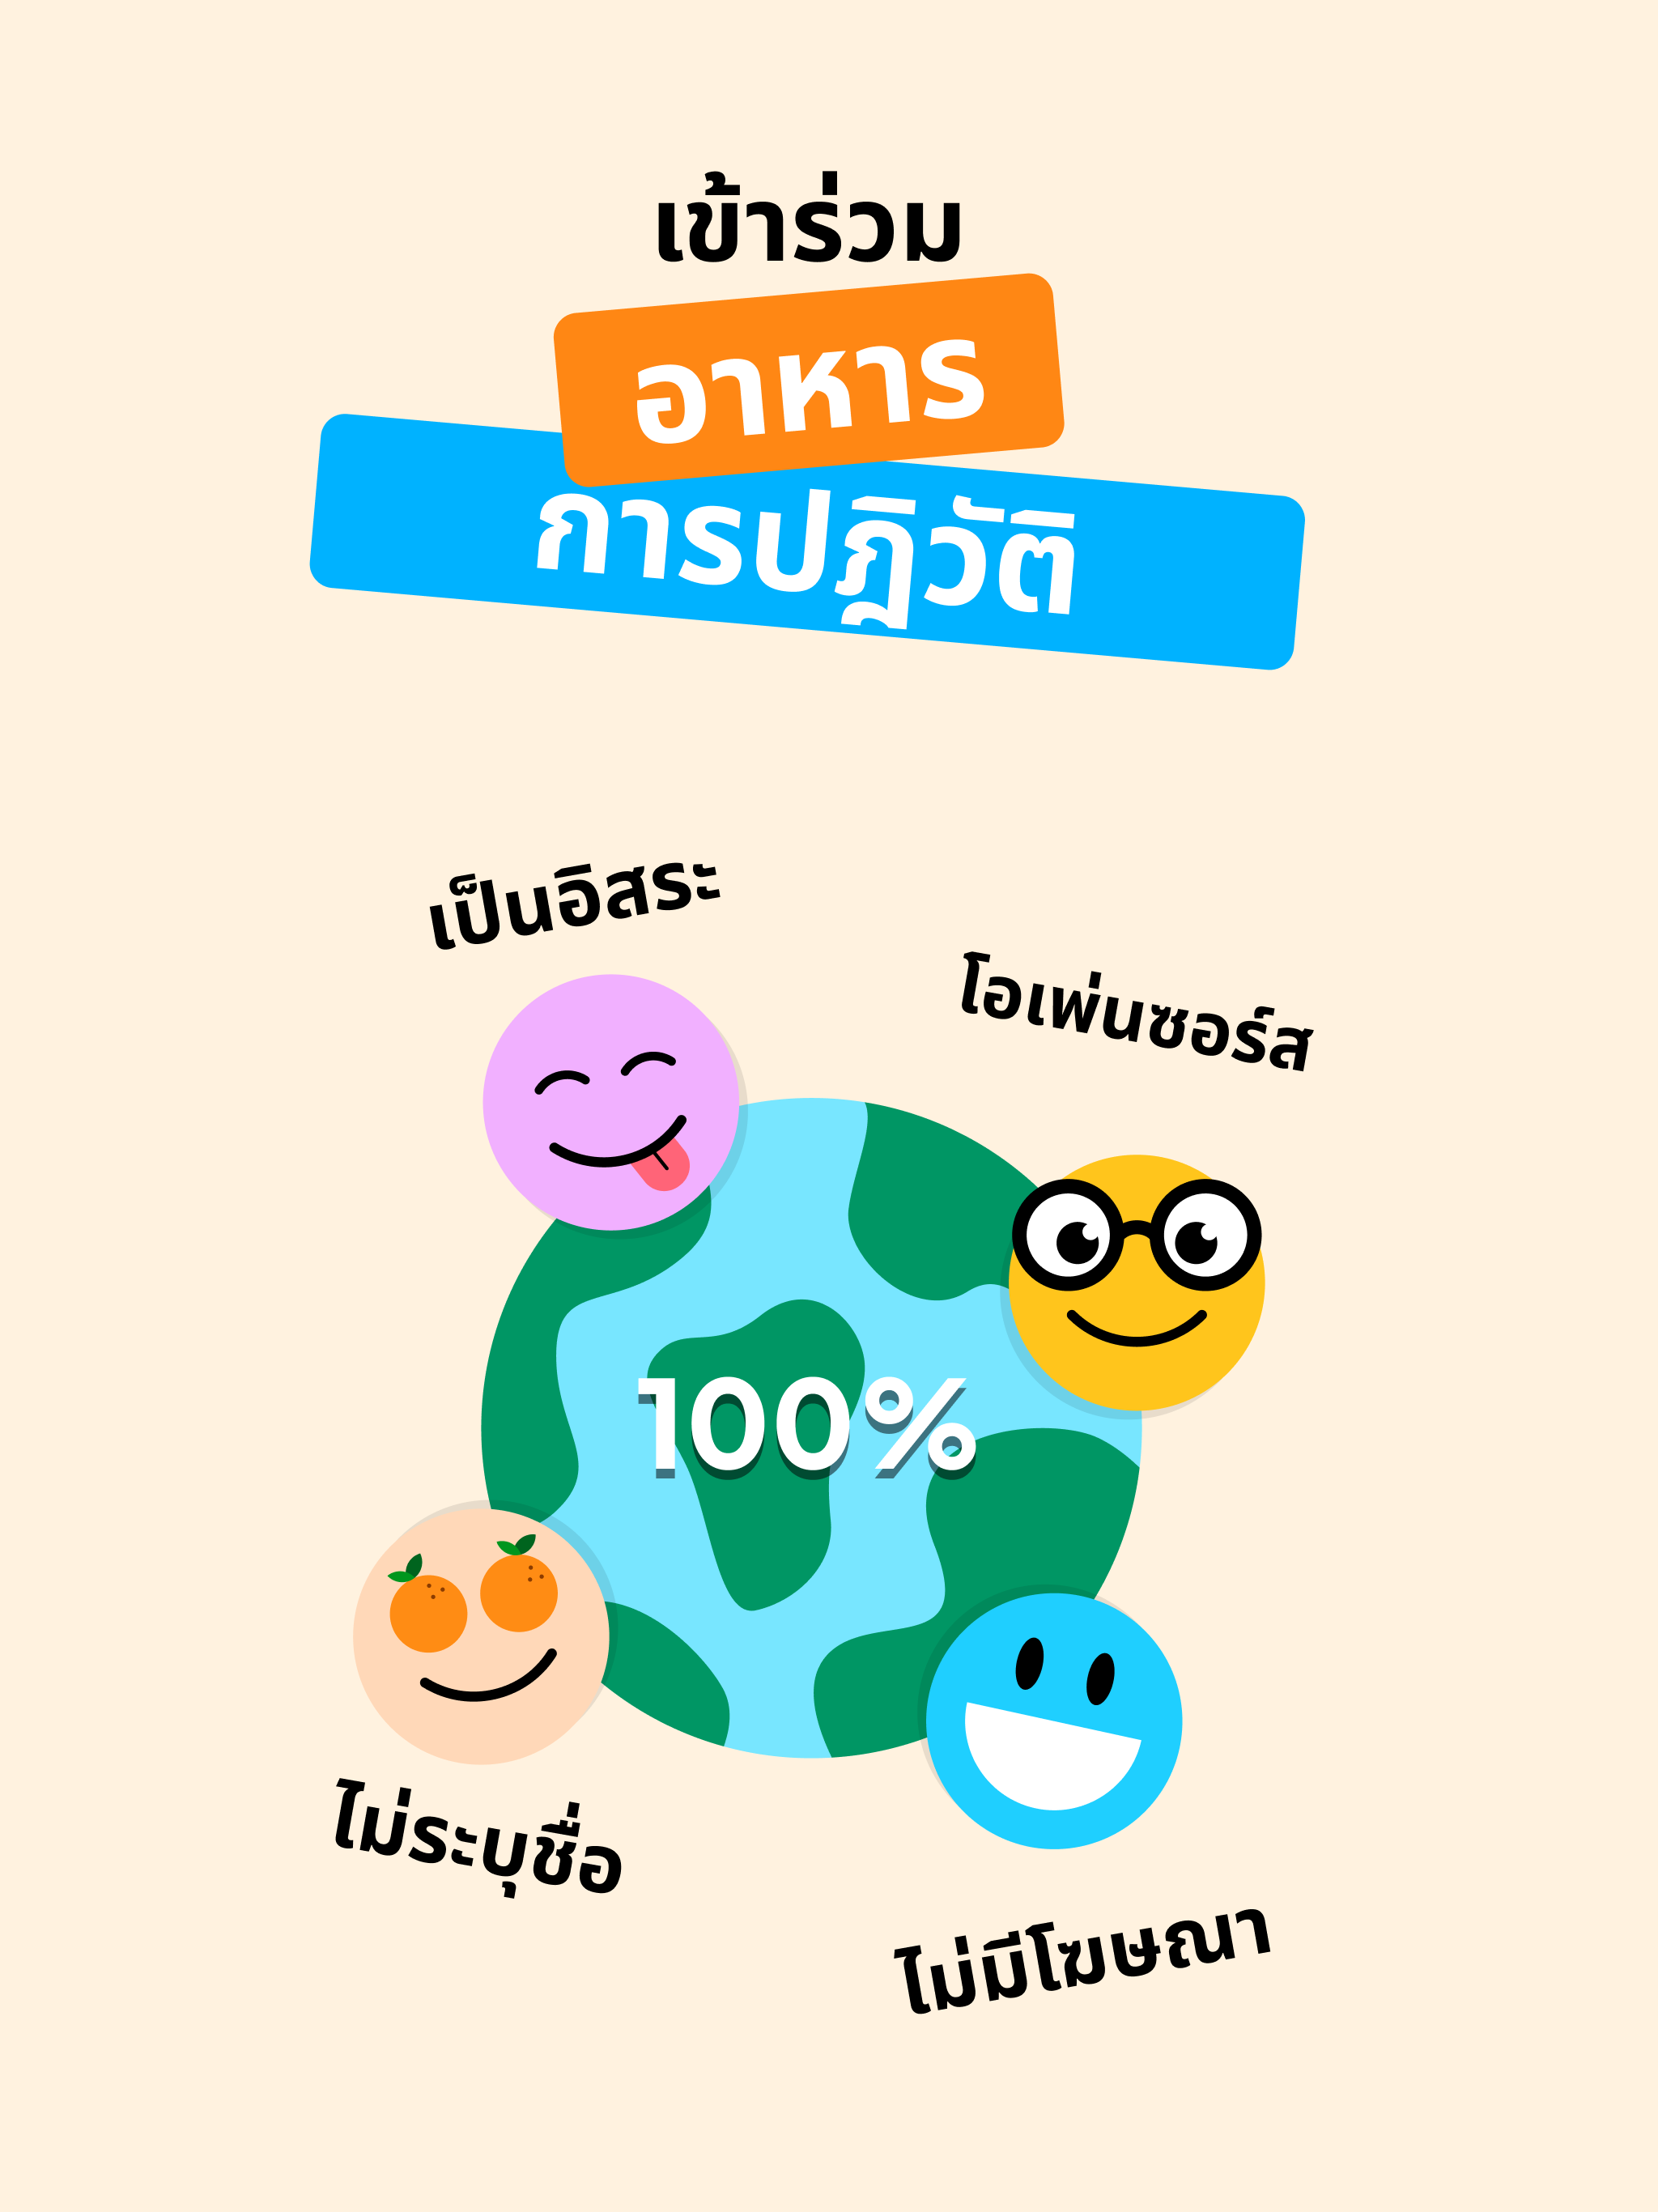 เข้าร่วม
อาหาร
การปฏิวัติ
เป็นอิสระ
โอเพ่นซอร์ส
100%
ไม่ระบุชื่อ
ไม่มีโฆษณา